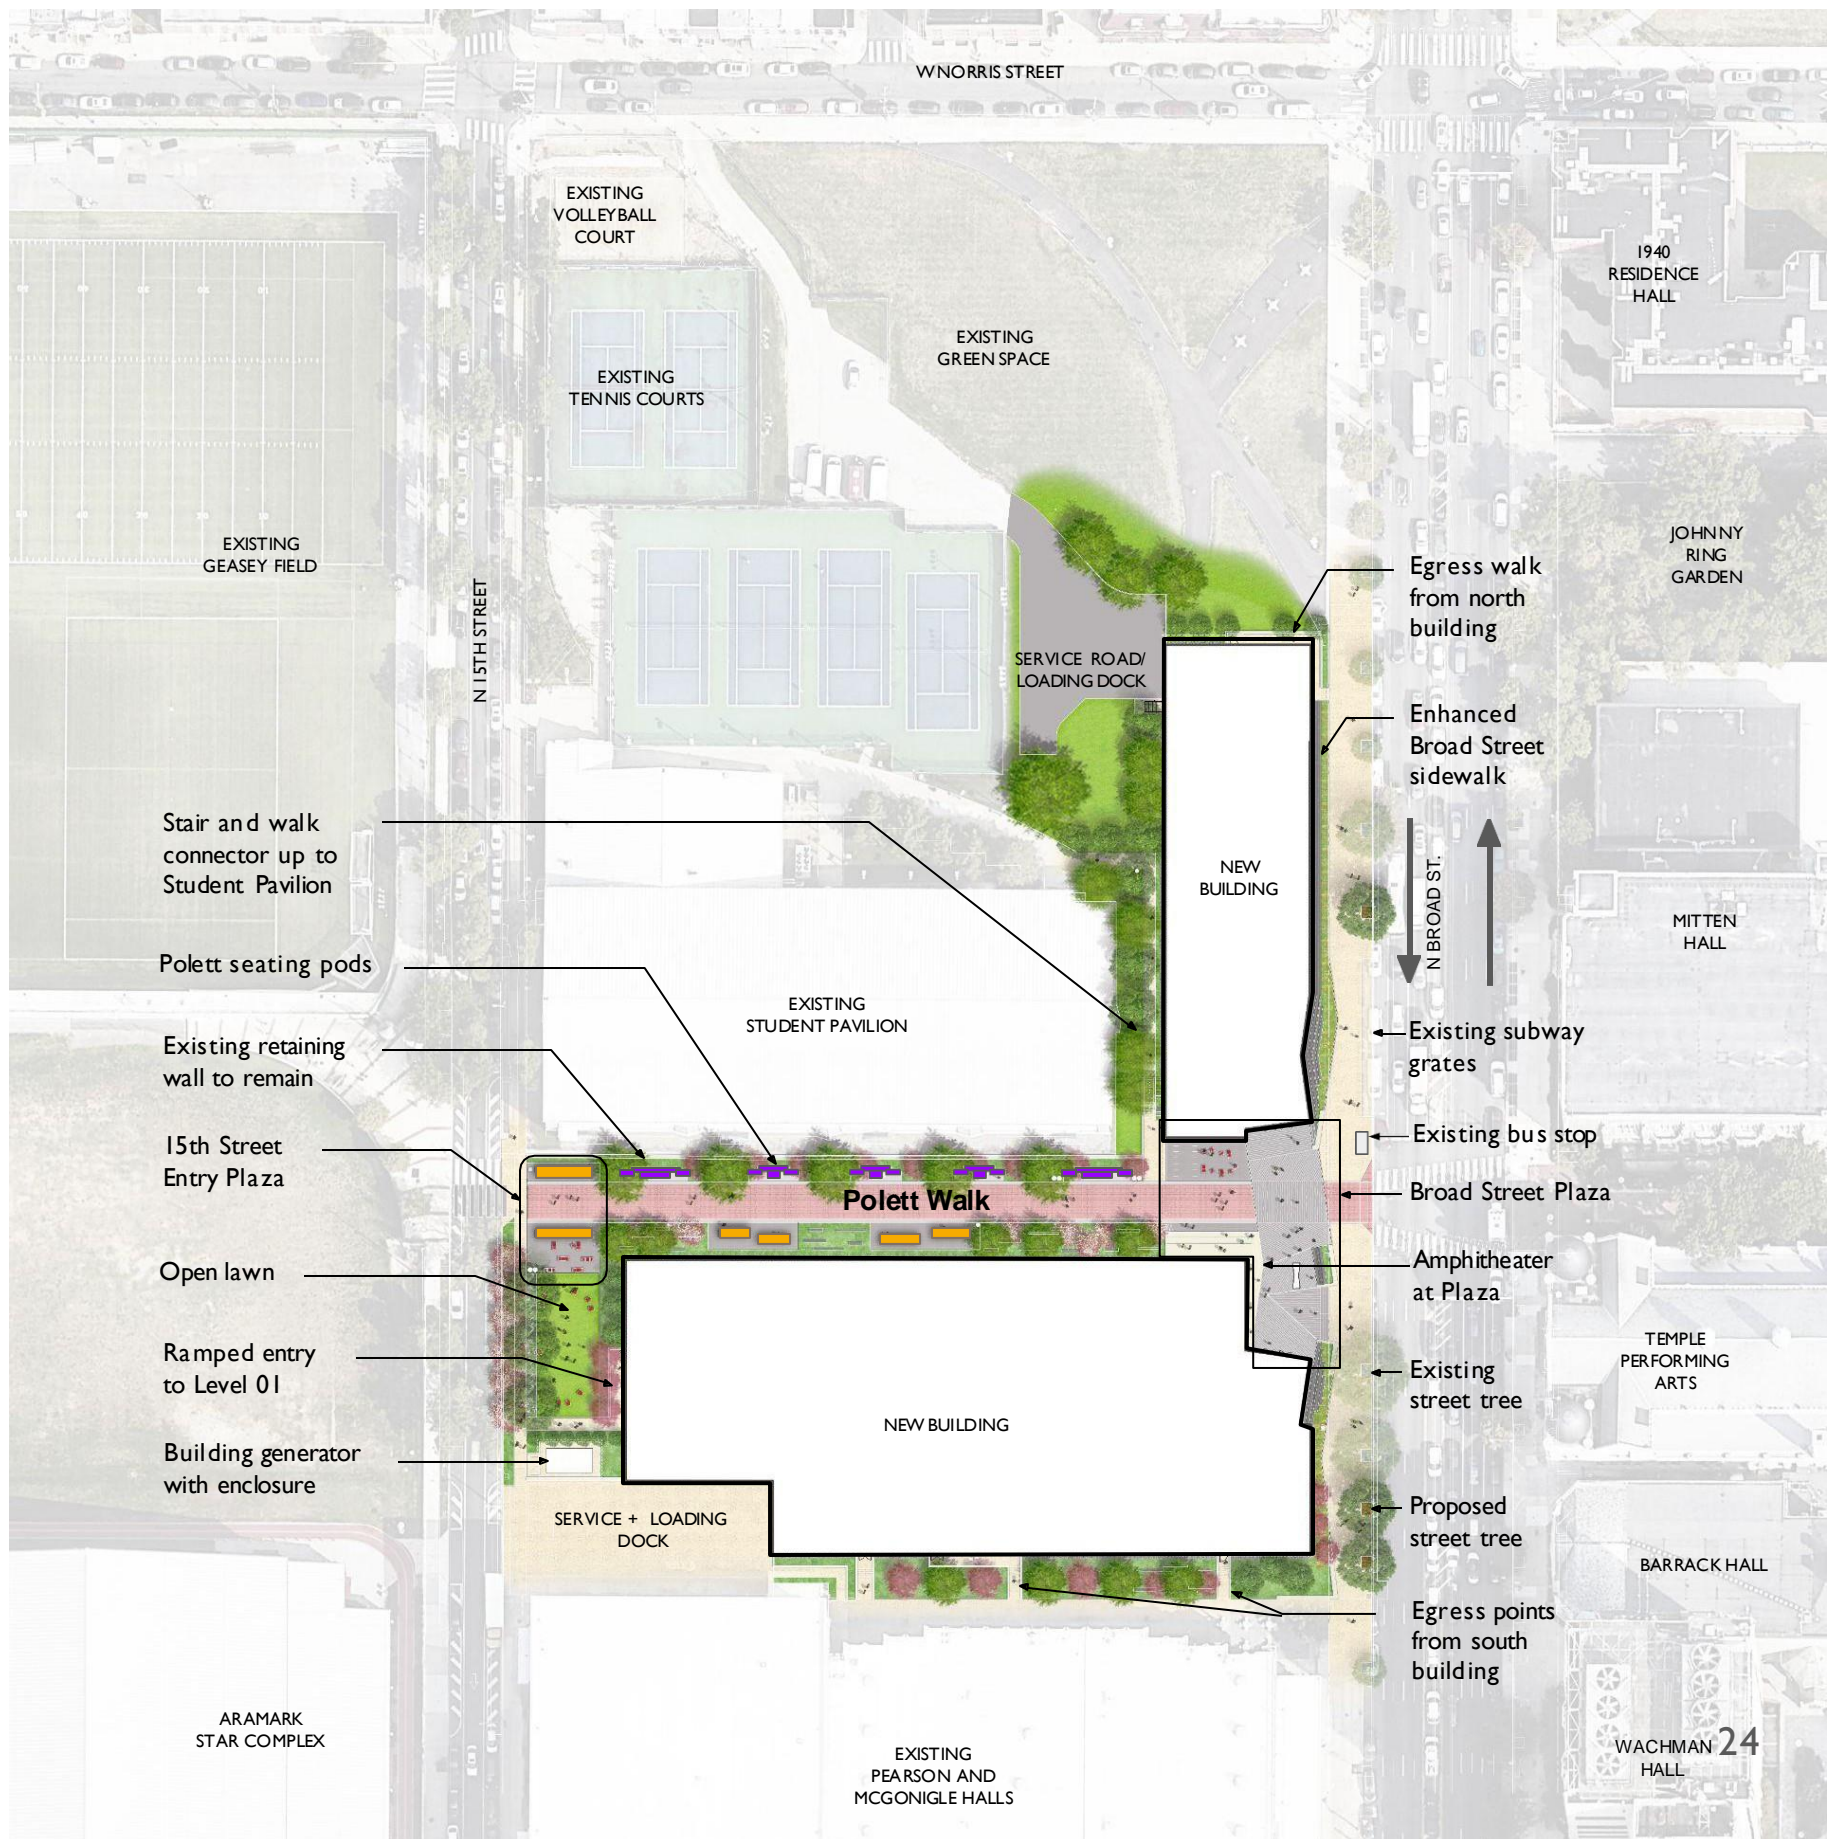 W NORRIS STREET
EXISTING
VOLLEYBALL
COURT
1940
RESIDENCE
HALL
EXISTING
GREEN SPACE
EXISTING
TENNIS COURTS
EXISTING
GEASEY FIELD
N 15TH STREET
JOHNNY
RING
GARDEN
Egress walk
from north
building
SERVICE ROAD/
LOADING DOCK
Enhanced
Broad Street
sidewalk
Stair and walk
connector up to
Student Pavilion
NEW
BUILDING
N BROAD ST.
MITTEN
HALL
Polett seating pods
EXISTING
STUDENT PAVILION
Existing retaining
wall to remain
Existing subway
grates
15th Street
Entry Plaza
Existing bus stop
Polett Walk
Broad Street Plaza
Open lawn
Amphitheater
at Plaza
Ramped entry
to Level 01
TEMPLE
PERFORMING
ARTS
Existing
street tree
NEW BUILDING
Building generator
with enclosure
SERVICE + LOADING
DOCK
Proposed
street tree
BARRACK HALL
Egress points
from south
building
ARAMARK
STAR COMPLEX
EXISTING
PEARSON AND
MCGONIGLE HALLS
WACHMAN
HALL
24